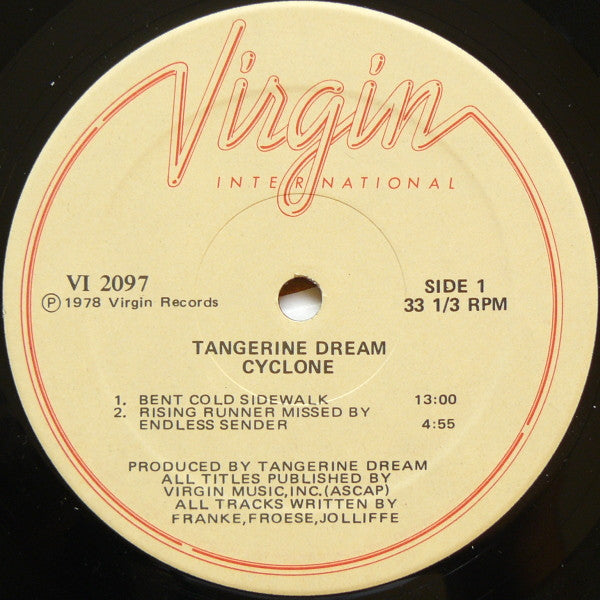 Virgin
INTERNATIONAL
VI 2097
Ⓟ 1978 Virgin Records
SIDE 1
33 1/3 RPM
TANGERINE DREAM
CYCLONE
1. BENT COLD SIDEWALK 13:00
2. RISING RUNNER MISSED BY
ENDLESS SENDER 4:55
PRODUCED BY TANGERINE DREAM
ALL TITLES PUBLISHED BY
VIRGIN MUSIC,INC.(ASCAP)
ALL TRACKS WRITTEN BY
FRANKE,FROESE,JOLLIFFE